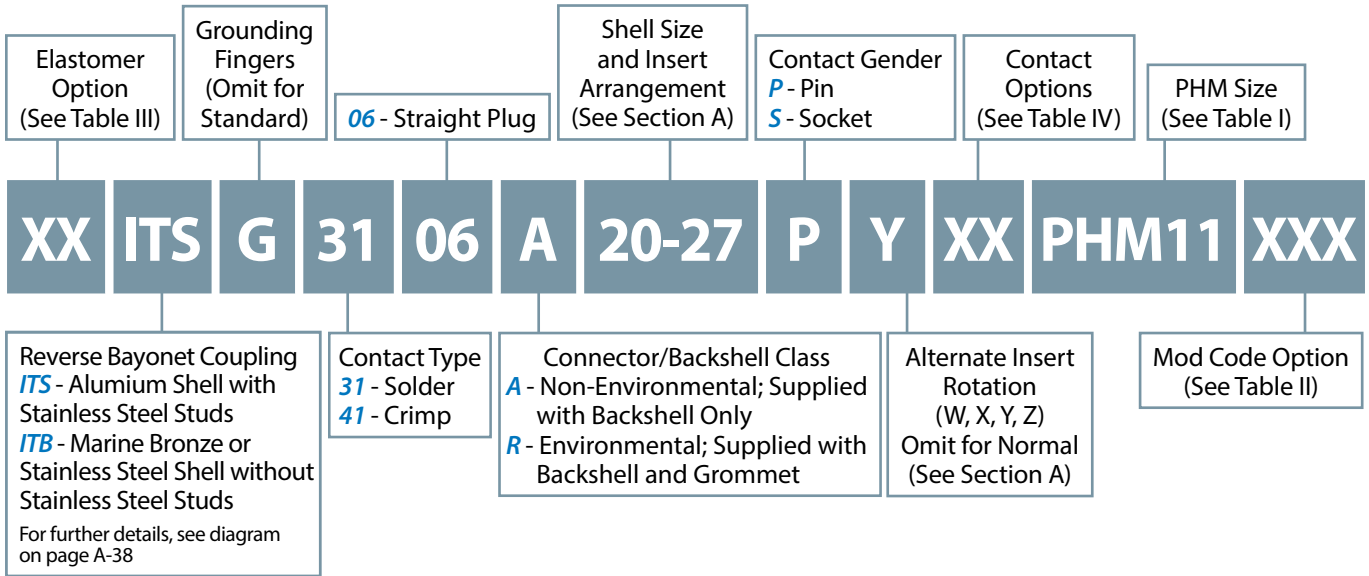 Elastomer
Option
(See Table III)
Grounding
Fingers
(Omit for
Standard)
06 - Straight Plug
Shell Size
and Insert
Arrangement
(See Section A)
Contact Gender
P - Pin
S - Socket
Contact
Options
(See Table IV)
PHM Size
(See Table I)
XX ITS G 31 06 A 20-27 P Y XX PHM11 XXX
Reverse Bayonet Coupling
ITS - Alumium Shell with
Stainless Steel Studs
ITB - Marine Bronze or
Stainless Steel Shell without
Stainless Steel Studs
For further details, see diagram
on page A-38
Contact Type
31 - Solder
41 - Crimp
Connector/Backshell Class
A - Non-Environmental; Supplied
with Backshell Only
R - Environmental; Supplied with
Backshell and Grommet
Alternate Insert
Rotation
(W, X, Y, Z)
Omit for Normal
(See Section A)
Mod Code Option
(See Table II)